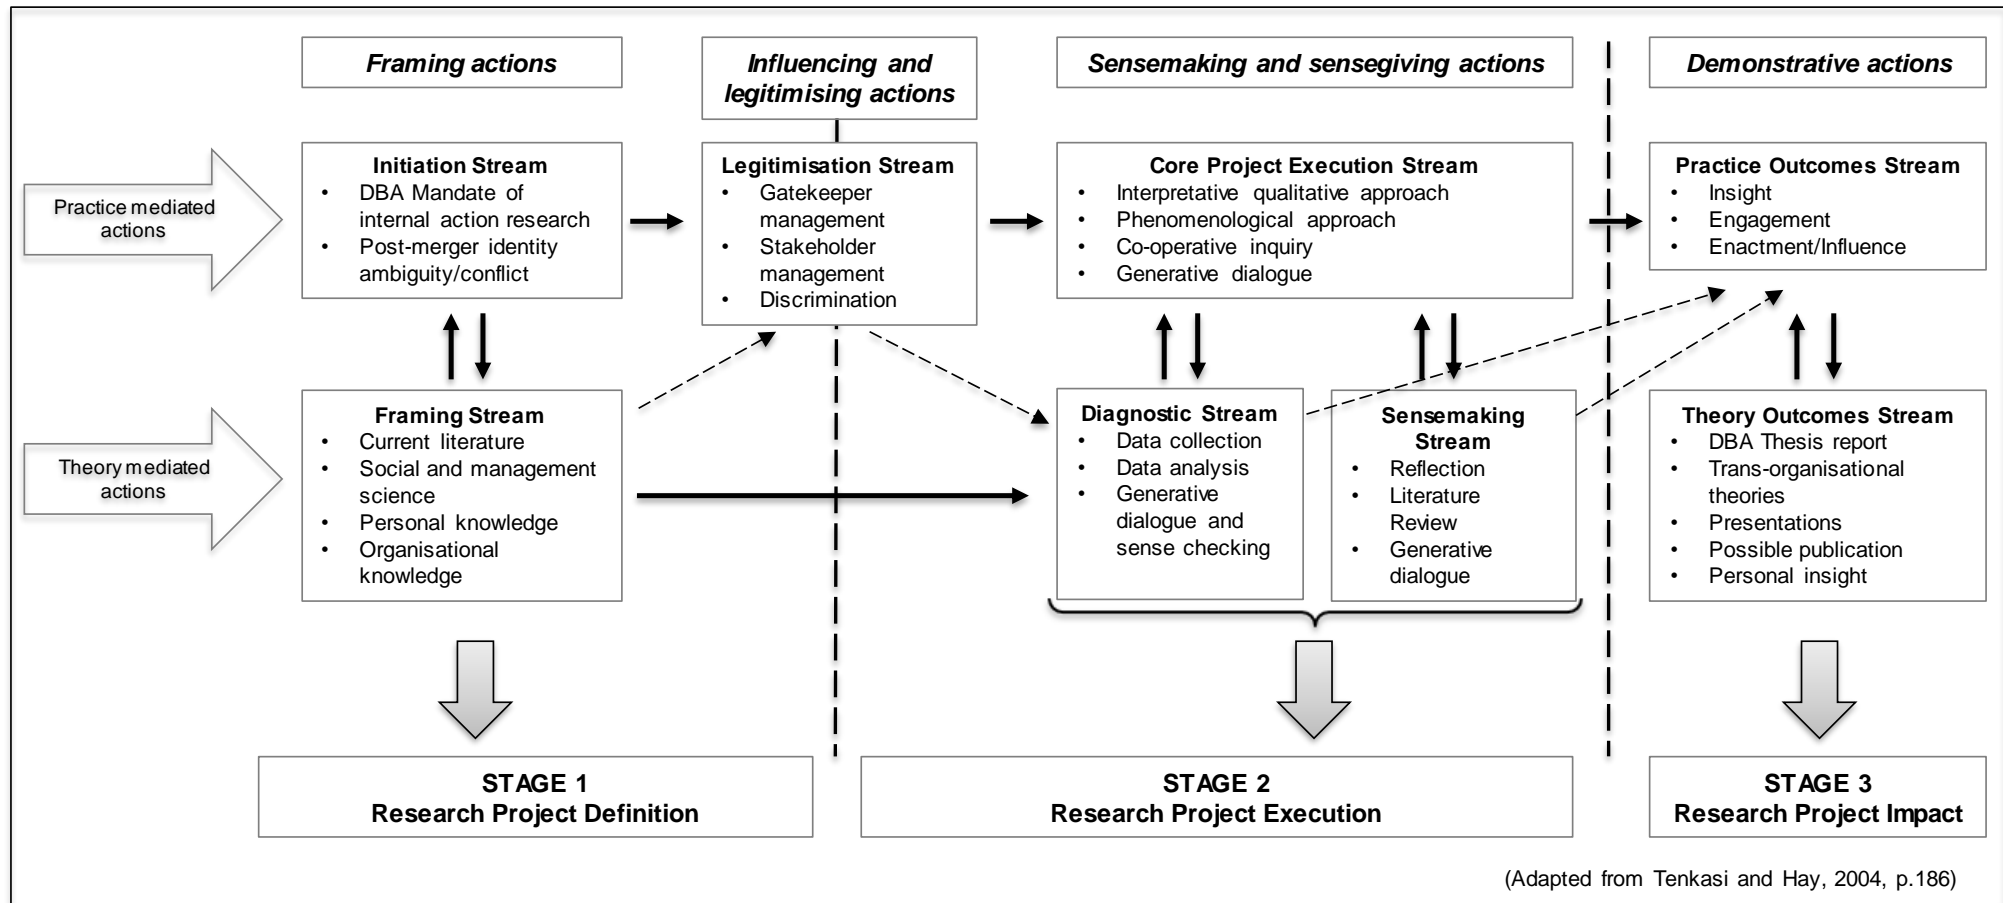 Framing actions
Influencing and
legitimising actions
Sensemaking and sensegiving actions
Demonstrative actions
Practice mediated
actions
Initiation Stream
• DBA Mandate of
internal action research
• Post-merger identity
ambiguity/conflict
Legitimisation Stream
• Gatekeeper
management
• Stakeholder
management
• Discrimination
Core Project Execution Stream
• Interpretative qualitative approach
• Phenomenological approach
• Co-operative inquiry
• Generative dialogue
Practice Outcomes Stream
• Insight
• Engagement
• Enactment/Influence
Theory mediated
actions
Framing Stream
• Current literature
• Social and management
science
• Personal knowledge
• Organisational
knowledge
Diagnostic Stream
• Data collection
• Data analysis
• Generative
dialogue and
sense checking
Sensemaking
Stream
• Reflection
• Literature
Review
• Generative
dialogue
Theory Outcomes Stream
• DBA Thesis report
• Trans-organisational
theories
• Presentations
• Possible publication
• Personal insight
STAGE 1
Research Project Definition
STAGE 2
Research Project Execution
STAGE 3
Research Project Impact
(Adapted from Tenkasi and Hay, 2004, p.186)